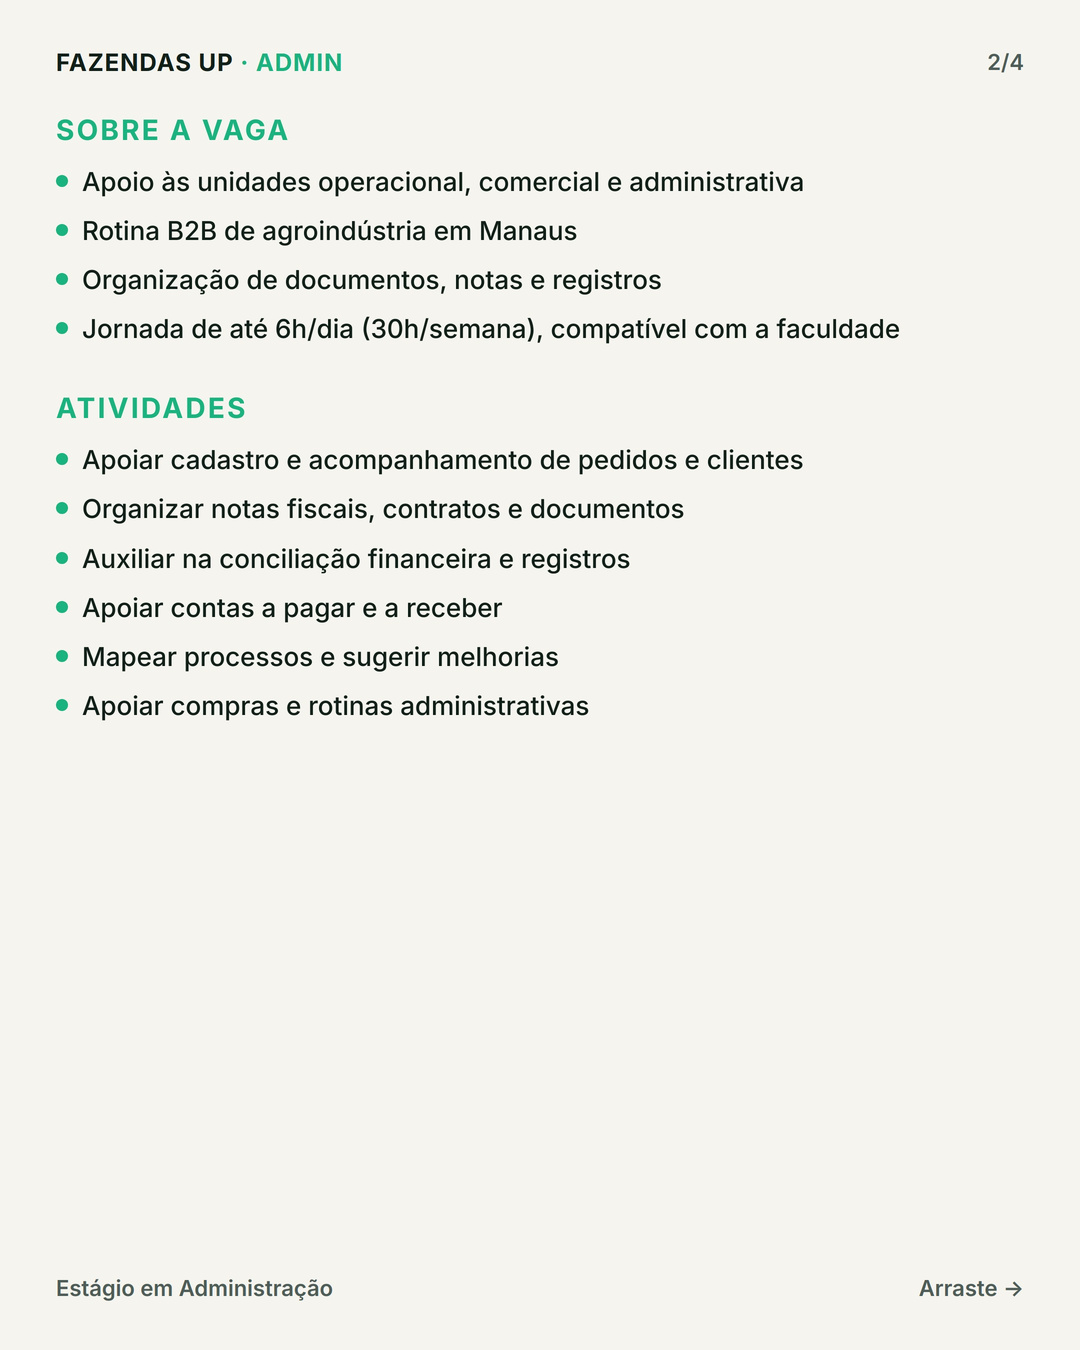 FAZENDAS UP · ADMIN
2/4
SOBRE A VAGA
Apoio às unidades operacional, comercial e administrativa
Rotina B2B de agroindústria em Manaus
Organização de documentos, notas e registros
Jornada de até 6h/dia (30h/semana), compatível com a faculdade
ATIVIDADES
Apoiar cadastro e acompanhamento de pedidos e clientes
Organizar notas fiscais, contratos e documentos
Auxiliar na conciliação financeira e registros
Apoiar contas a pagar e a receber
Mapear processos e sugerir melhorias
Apoiar compras e rotinas administrativas
Estágio em Administração
Arraste →